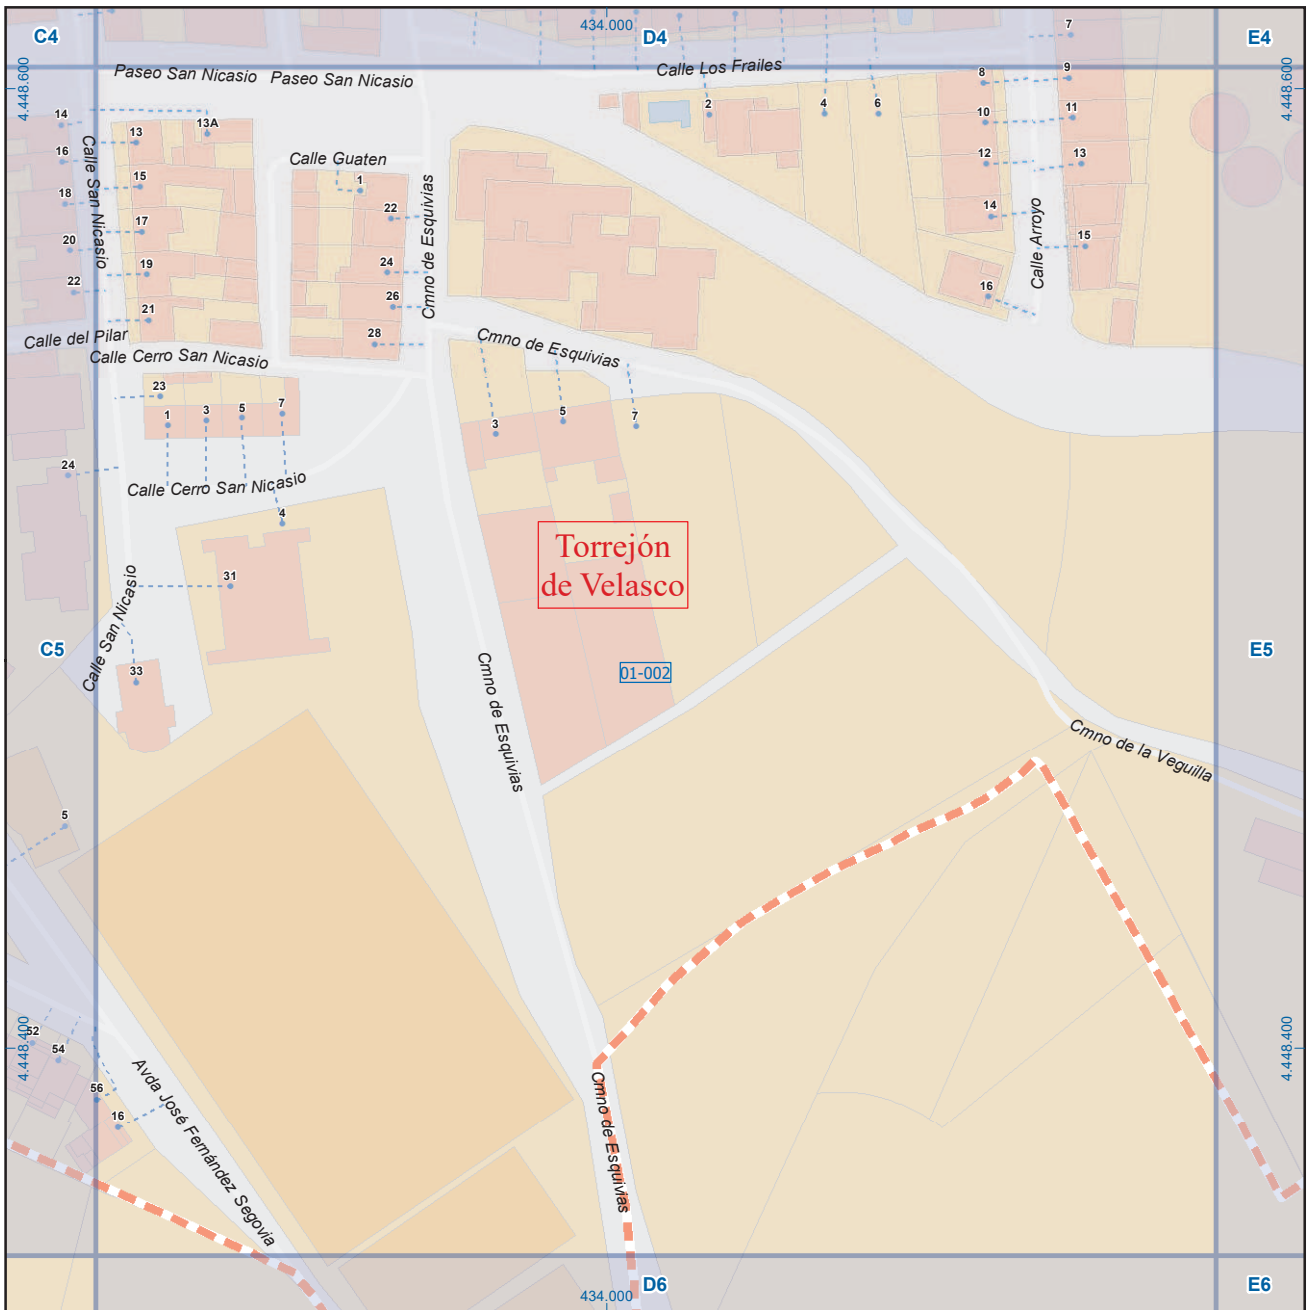 C4
434.000
D4
7
E4
4.448.600
Paseo San Nicasio
Paseo San Nicasio
Calle Los Frailes
8
9
4.448.600
14
13
13A
2
4
6
10
11
16
Calle San Nicasio
Calle Guaten
12
13
15
1
18
22
14
17
Cmno de Esquivias
Calle Arroyo
20
15
19
24
22
26
16
21
28
Calle del Pilar
Cmno de Esquivias
Calle Cerro San Nicasio
23
1
3
5
7
3
5
7
24
Calle Cerro San Nicasio
4
Torrejón
de Velasco
31
Calle San Nicasio
C5
E5
33
01-002
Cmno de Esquivias
Cmno de la Veguilla
5
52
54
4.448.400
4.448.400
56
16
Avda José Fernández Segovia
Cmno de Esquivias
D6
E6
434.000